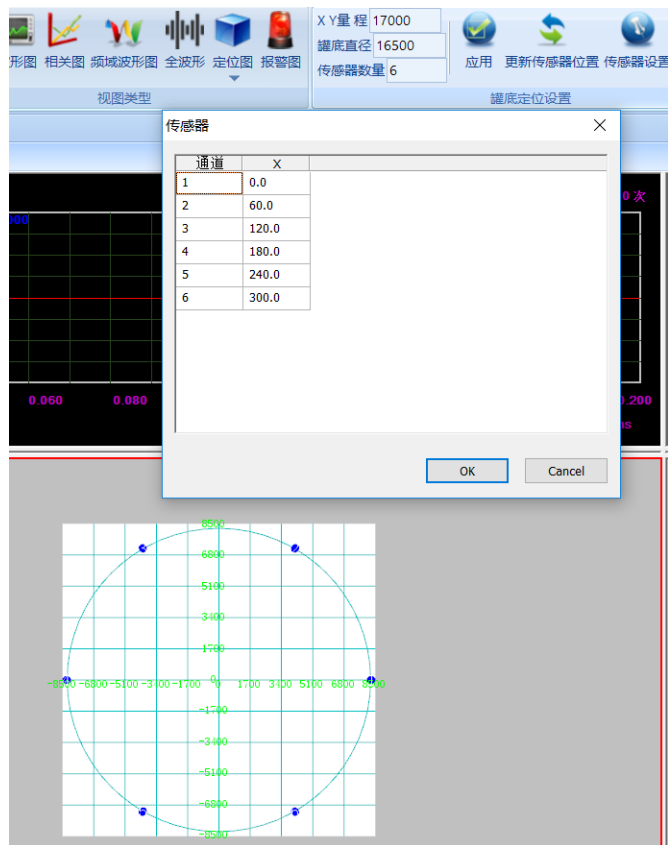 X Y量 程 17000
罐底直径 16500
传感器数量 6
形图 相关图 频域波形图 全波形 定位图 报警图
应用 更新传感器位置 传感器设置
视图类型
罐底定位设置
传感器
通道 X
1 0.0
2 60.0
3 120.0
4 180.0
5 240.0
6 300.0
0 次
0.060 0.080
.200
OK Cancel
8500
6800
5100
3400
1700
-8500 -6800 -5100 -3400 -1700 0 1700 3400 5100 6800 8500
-1700
-3400
-5100
-6800
-8500